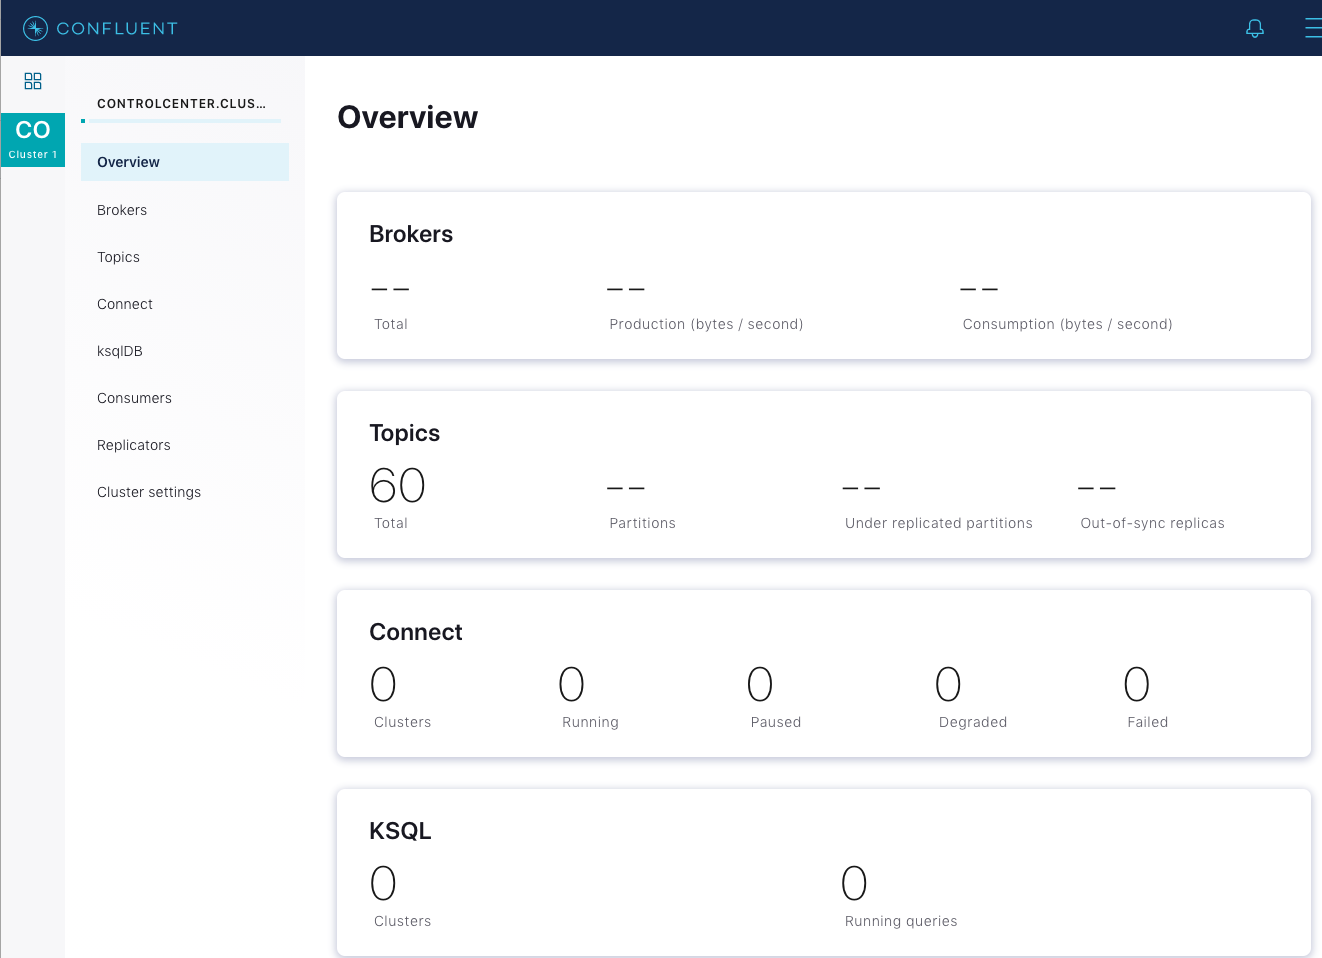 CONFLUENT
CO
Cluster 1
CONTROLCENTER.CLUS...
Overview
Brokers
Topics
Connect
ksqlDB
Consumers
Replicators
Cluster settings
Overview
Brokers
-- -- --
Total Production (bytes / second) Consumption (bytes / second)
Topics
60 -- -- --
Total Partitions Under replicated partitions Out-of-sync replicas
Connect
0 0 0 0 0
Clusters Running Paused Degraded Failed
KSQL
0 0
Clusters Running queries